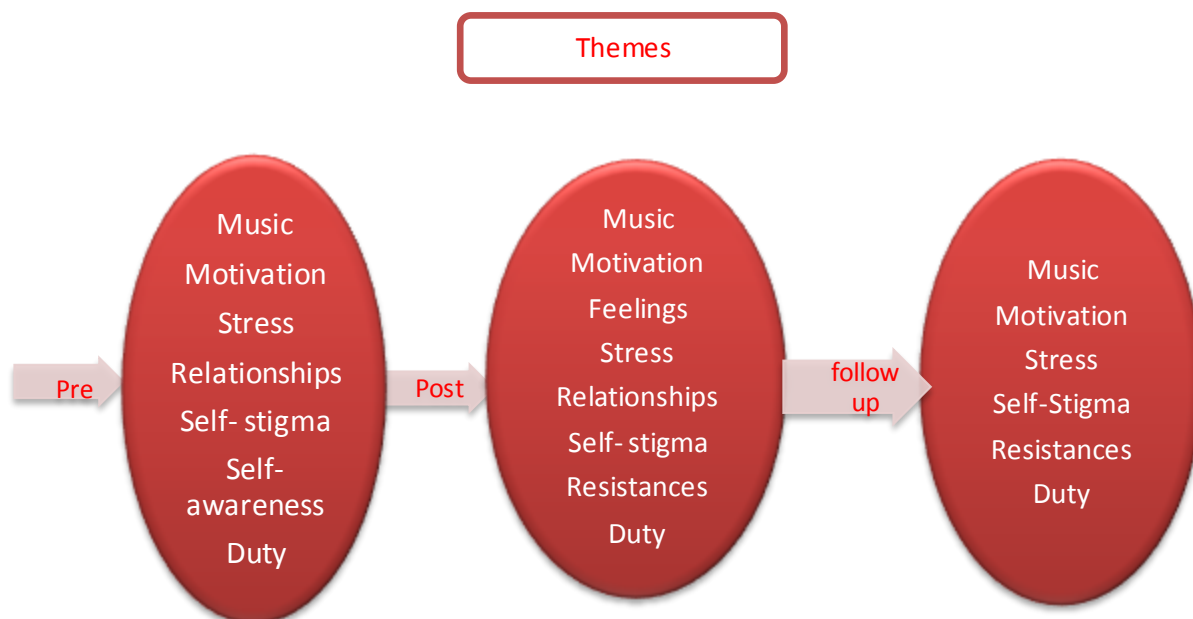 Themes
Pre
Music
Motivation
Stress
Relationships
Self- stigma
Self-
awareness
Duty
Post
Music
Motivation
Feelings
Stress
Relationships
Self- stigma
Resistances
Duty
follow
up
Music
Motivation
Stress
Self-Stigma
Resistances
Duty